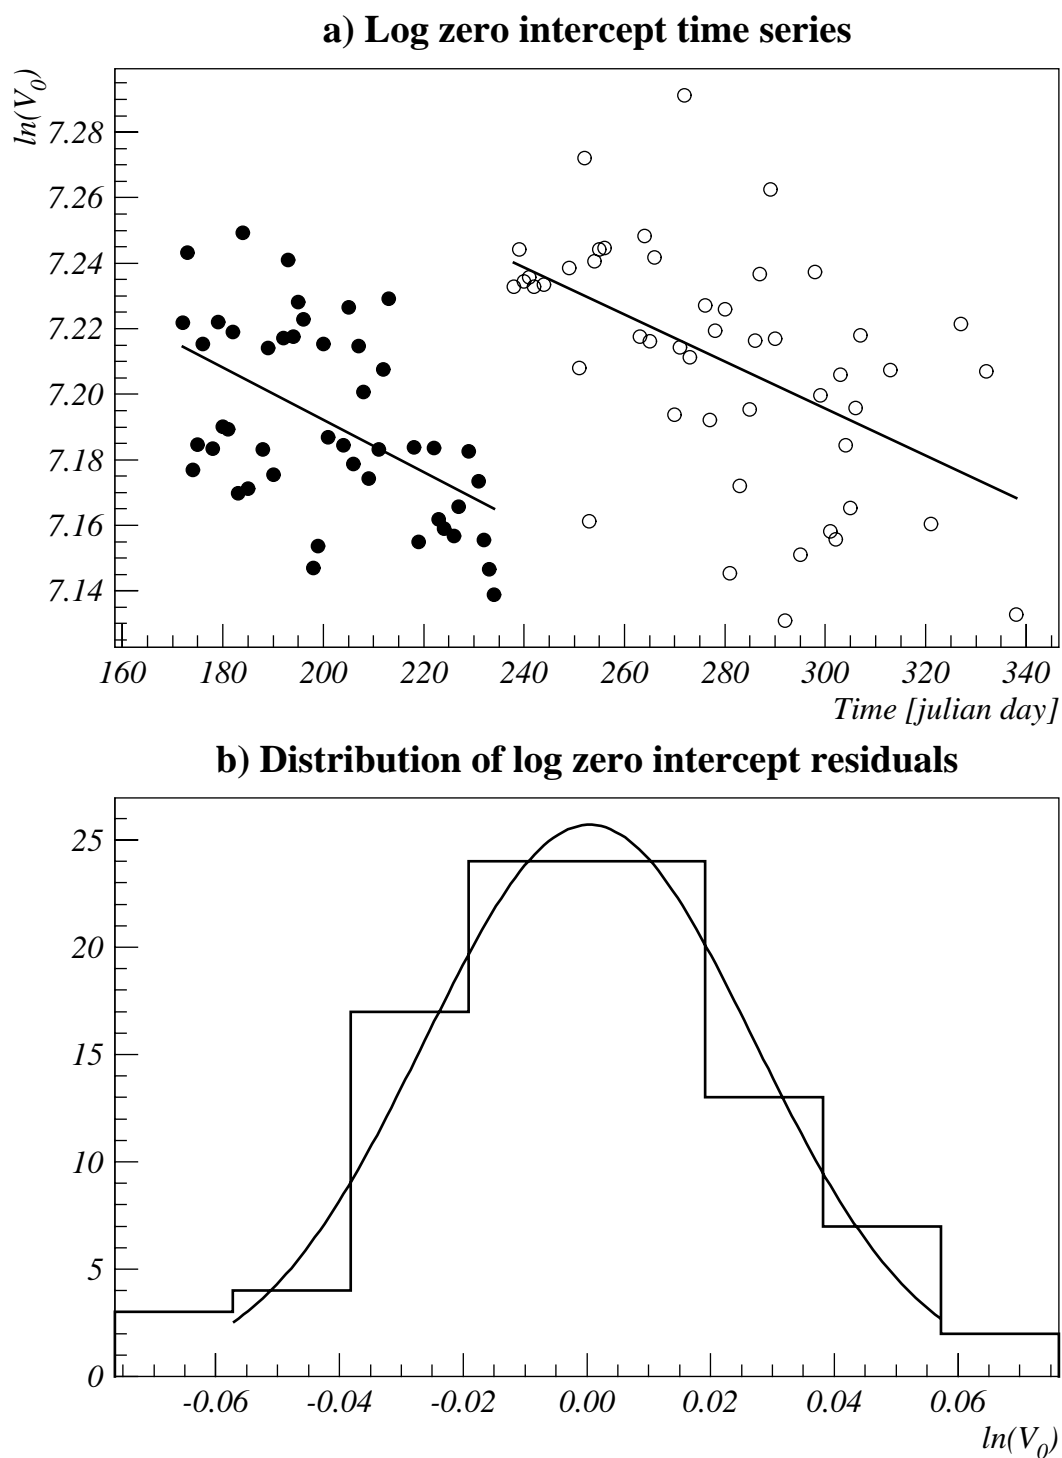 a) Log zero intercept time series
ln(V0)
7.28
7.26
7.24
7.22
7.20
7.18
7.16
7.14
160 180 200 220 240 260 280 300 320 340
Time [julian day]
b) Distribution of log zero intercept residuals
25
20
15
10
5
0
-0.06 -0.04 -0.02 0.00 0.02 0.04 0.06
ln(V0)